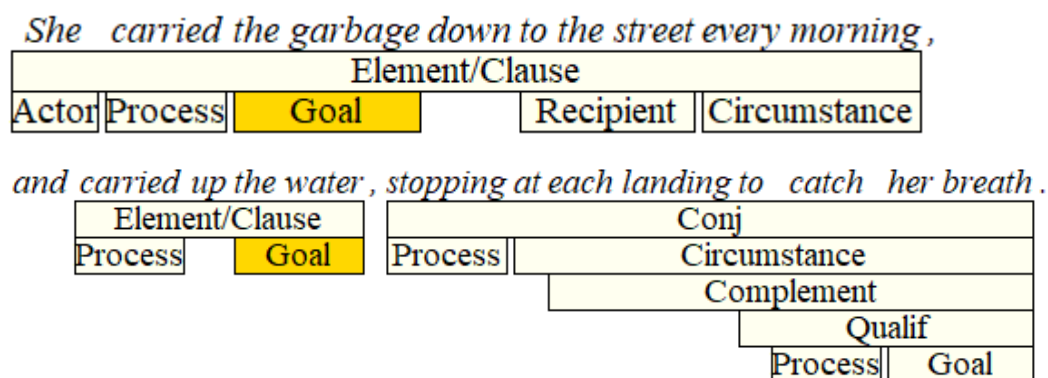 She carried the garbage down to the street every morning ,
Element/Clause
Actor Process Goal Recipient Circumstance
and carried up the water , stopping at each landing to catch her breath .
Element/Clause Conj
Process Goal Process Circumstance
Complement
Qualif
Process Goal